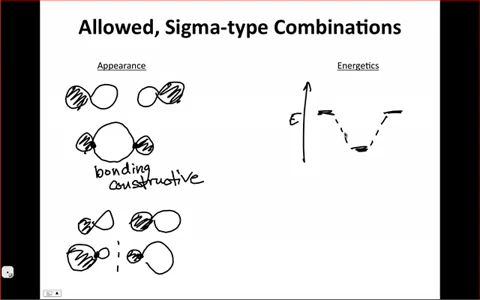 Allowed, Sigma-type Combinations
Appearance
Energetics
E
bonding
constructive